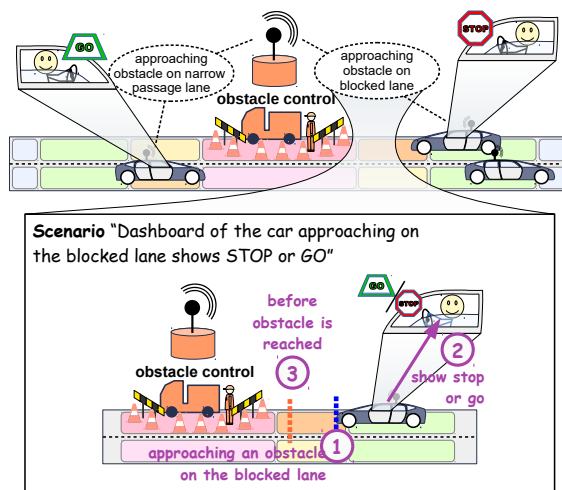 GO
STOP
approaching
obstacle on narrow
passage lane
approaching
obstacle on
blocked lane
obstacle control
Scenario “Dashboard of the car approaching on
the blocked lane shows STOP or GO”
GO
STOP
before
obstacle is
reached
obstacle control
3
2
show stop
or go
1
approaching an obstacle
on the blocked lane